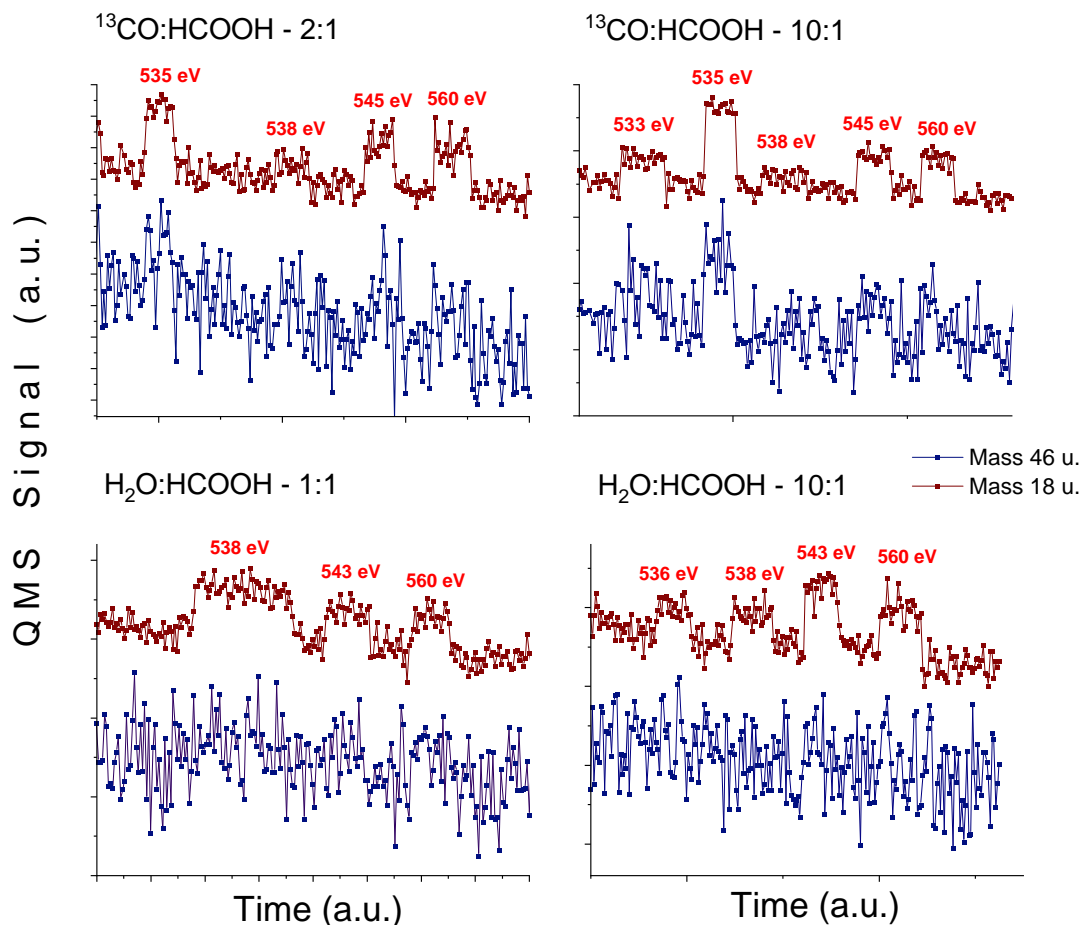 ¹³CO:HCOOH - 2:1
535 eV
538 eV
545 eV
560 eV
¹³CO:HCOOH - 10:1
533 eV
535 eV
538 eV
545 eV
560 eV
QMS Signal (a.u.)
Mass 46 u.
Mass 18 u.
H₂O:HCOOH - 1:1
538 eV
543 eV
560 eV
H₂O:HCOOH - 10:1
536 eV
538 eV
543 eV
560 eV
Time (a.u.)
Time (a.u.)